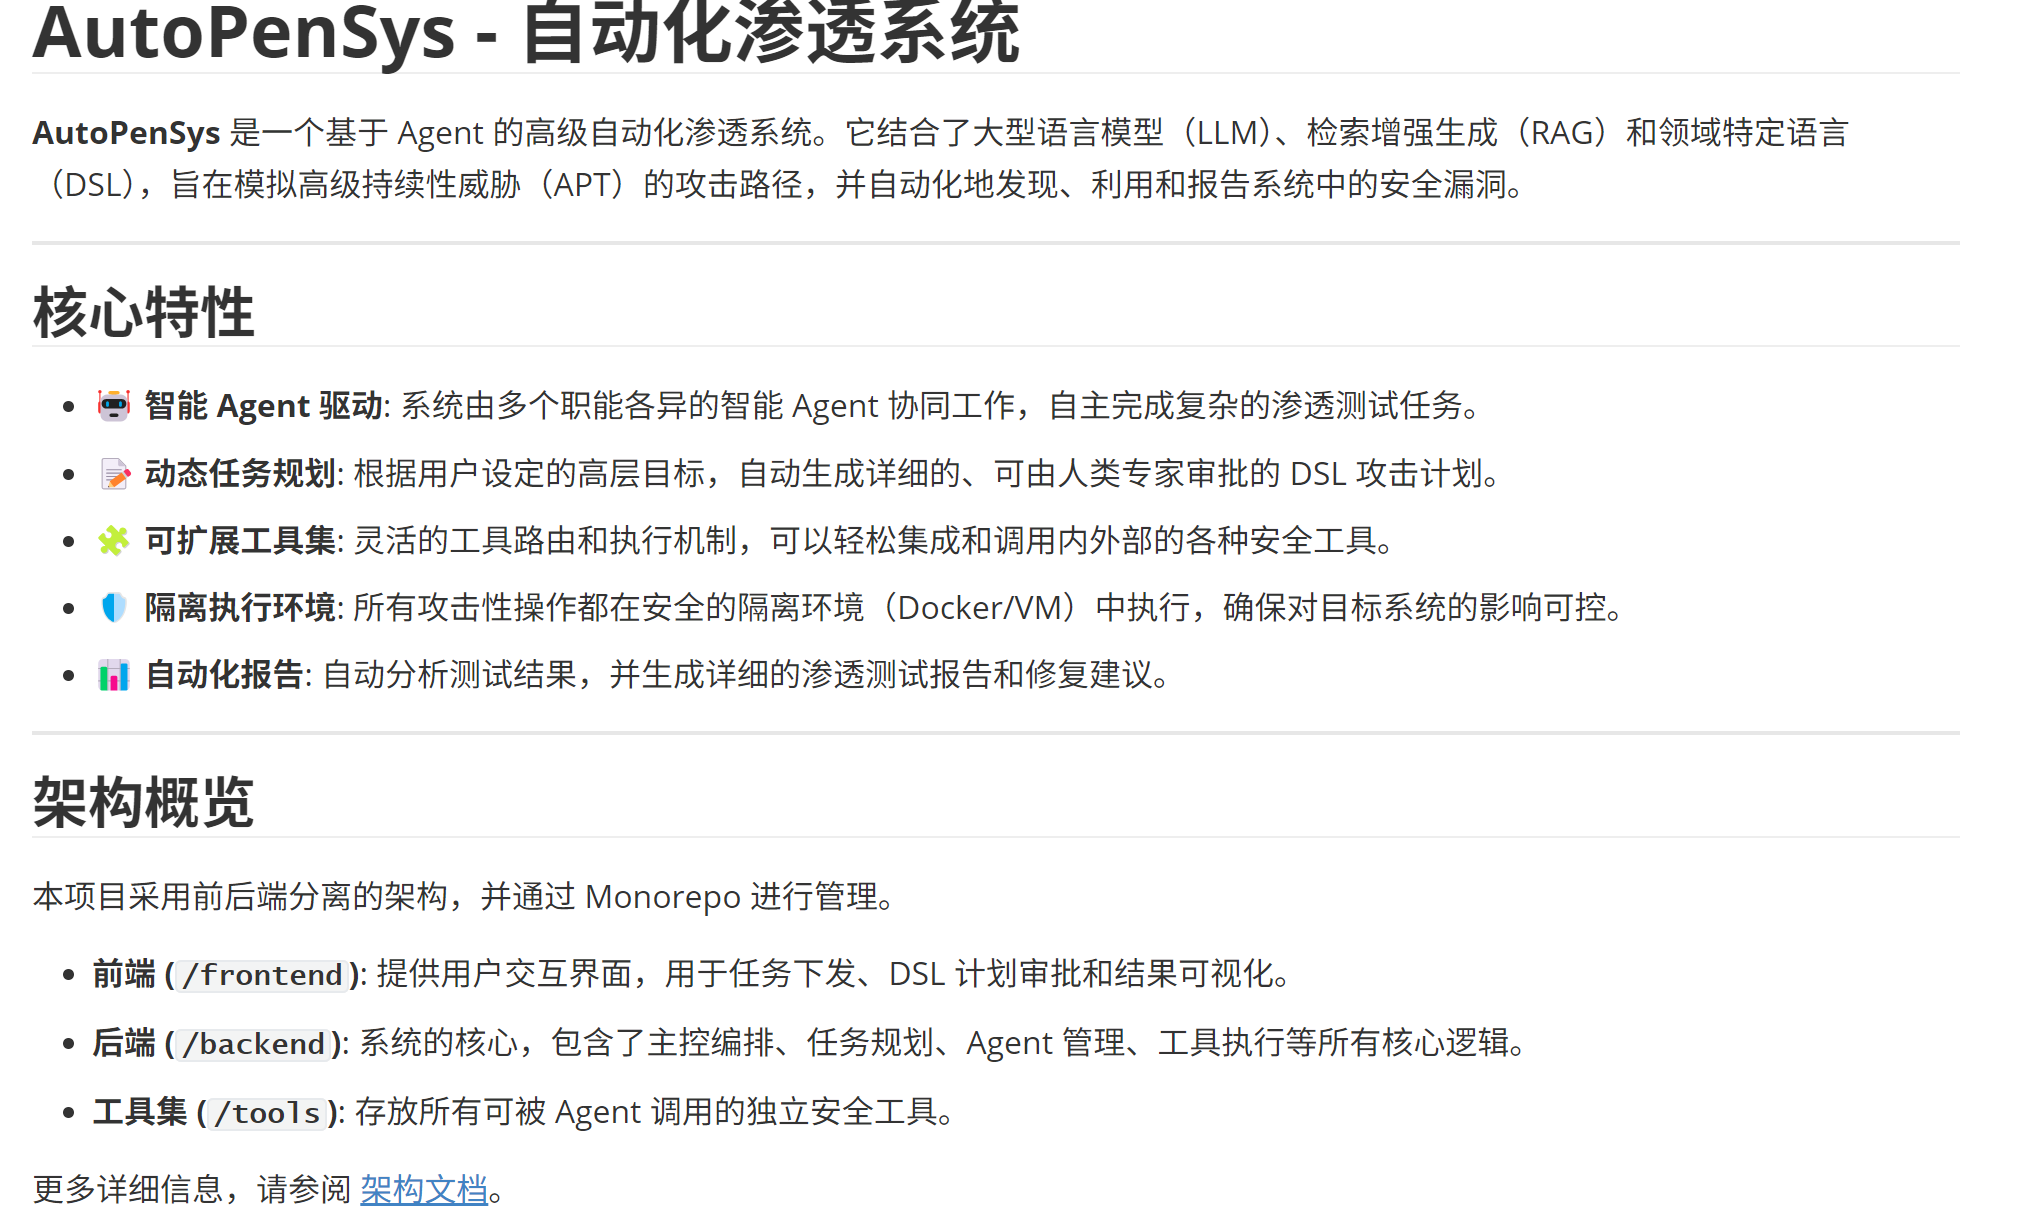 AutoPenSys - 自动化渗透系统
AutoPenSys 是一个基于 Agent 的高级自动化渗透系统。它结合了大型语言模型（LLM）、检索增强生成（RAG）和领域特定语言
（DSL），旨在模拟高级持续性威胁（APT）的攻击路径，并自动化地发现、利用和报告系统中的安全漏洞。
核心特性
• 🤖 智能 Agent 驱动: 系统由多个职能各异的智能 Agent 协同工作，自主完成复杂的渗透测试任务。
• 📝 动态任务规划: 根据用户设定的高层目标，自动生成详细的、可由人类专家审批的 DSL 攻击计划。
• 🧩 可扩展工具集: 灵活的工具路由和执行机制，可以轻松集成和调用内外部的各种安全工具。
• 🛡️ 隔离执行环境: 所有攻击性操作都在安全的隔离环境（Docker/VM）中执行，确保对目标系统的影响可控。
• 📊 自动化报告: 自动分析测试结果，并生成详细的渗透测试报告和修复建议。
架构概览
本项目采用前后端分离的架构，并通过 Monorepo 进行管理。
• 前端 (/frontend): 提供用户交互界面，用于任务下发、DSL 计划审批和结果可视化。
• 后端 (/backend): 系统的核心，包含了主控编排、任务规划、Agent 管理、工具执行等所有核心逻辑。
• 工具集 (/tools): 存放所有可被 Agent 调用的独立安全工具。
更多详细信息，请参阅 架构文档。